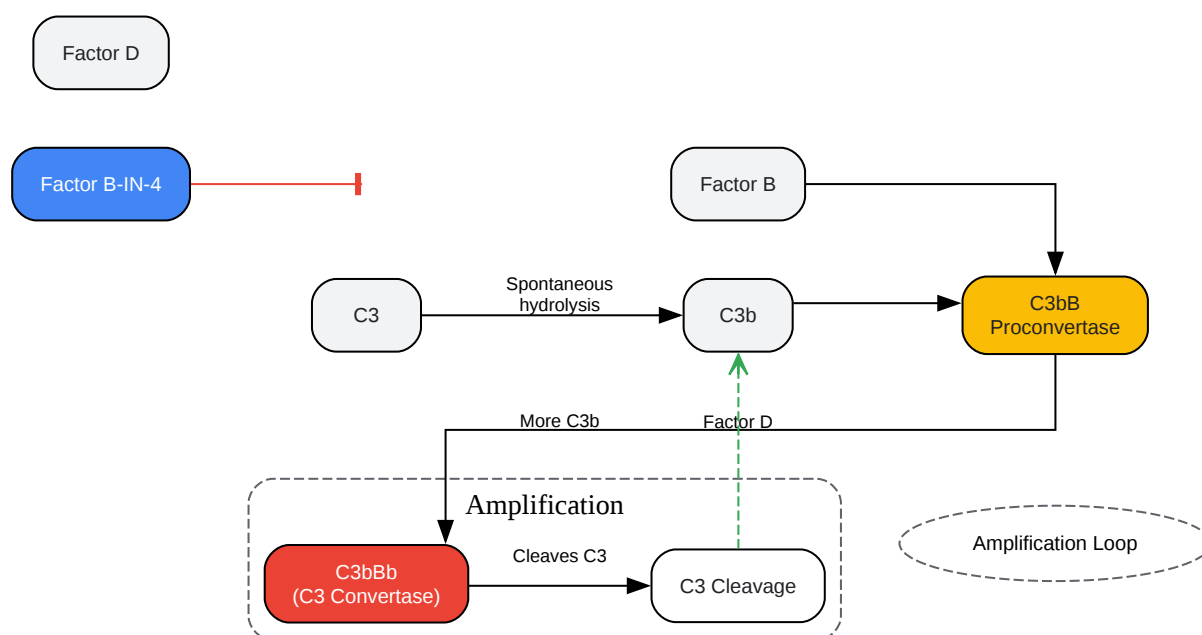 Factor D
Factor B-IN-4
Factor B
C3
Spontaneous
hydrolysis
C3b
C3bB
Proconvertase
More C3b
Factor D
Amplification
C3bBb
(C3 Convertase)
Cleaves C3
C3 Cleavage
Amplification Loop